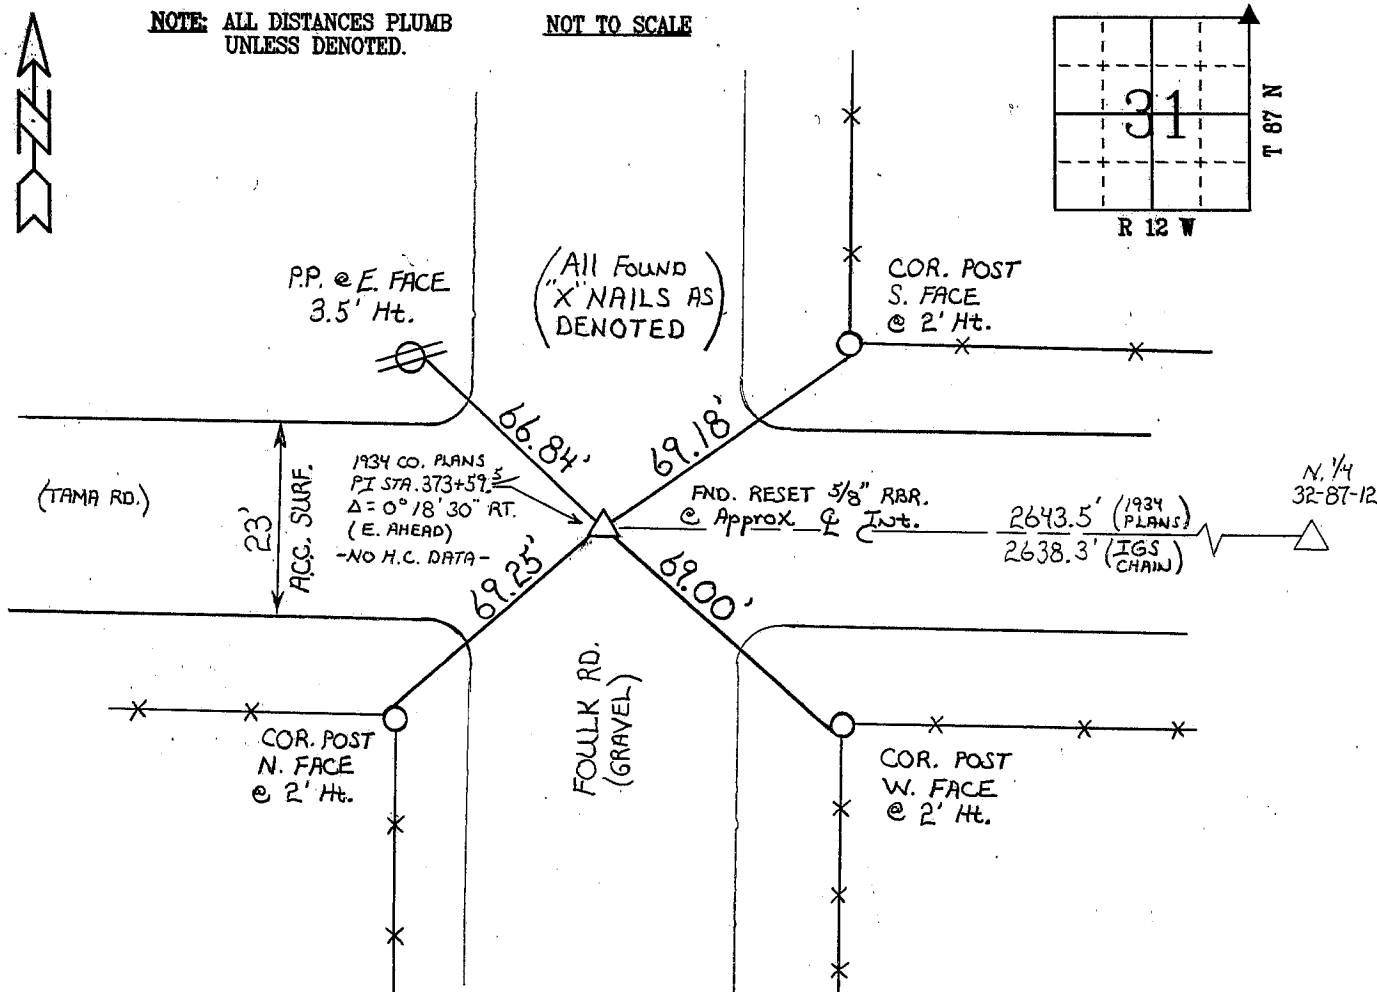 NOTE: ALL DISTANCES PLUMB
UNLESS DENOTED.
NOT TO SCALE
N
31
T 87 N
R 12 W
P.P. @ E. FACE
3.5' Ht.
(All FOUND
"X" NAILS AS
DENOTED)
COR. POST
S. FACE
@ 2' Ht.
66.84'
69.18'
(TAMA RD.)
23'
ACC. SURF.
1934 CO. PLANS
PI STA. 373+59.5
Δ = 0° 18' 30" RT.
(E. AHEAD)
-NO H.C. DATA-
FND. RESET 5/8" RBR.
@ Approx ℄ Int.
2643.5' (1934 PLANS)
2638.3' (IGS CHAIN)
N. 1/4
32-87-12
69.25'
69.00'
FOULK RD.
(GRAVEL)
COR. POST
N. FACE
@ 2' Ht.
COR. POST
W. FACE
@ 2' Ht.